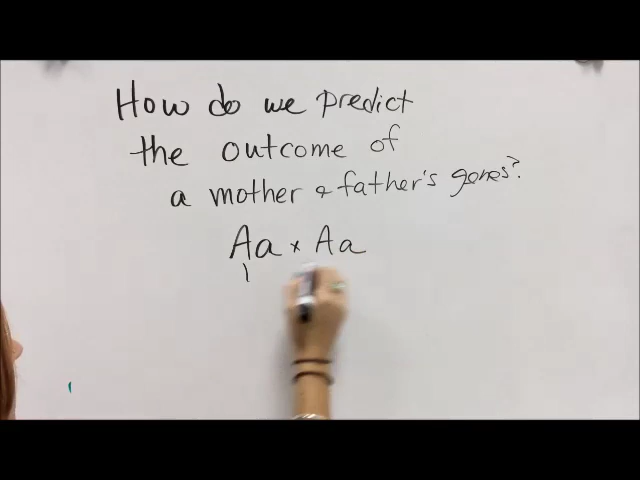 How do we predict
the outcome of
a mother & father's genes?
Aa x Aa